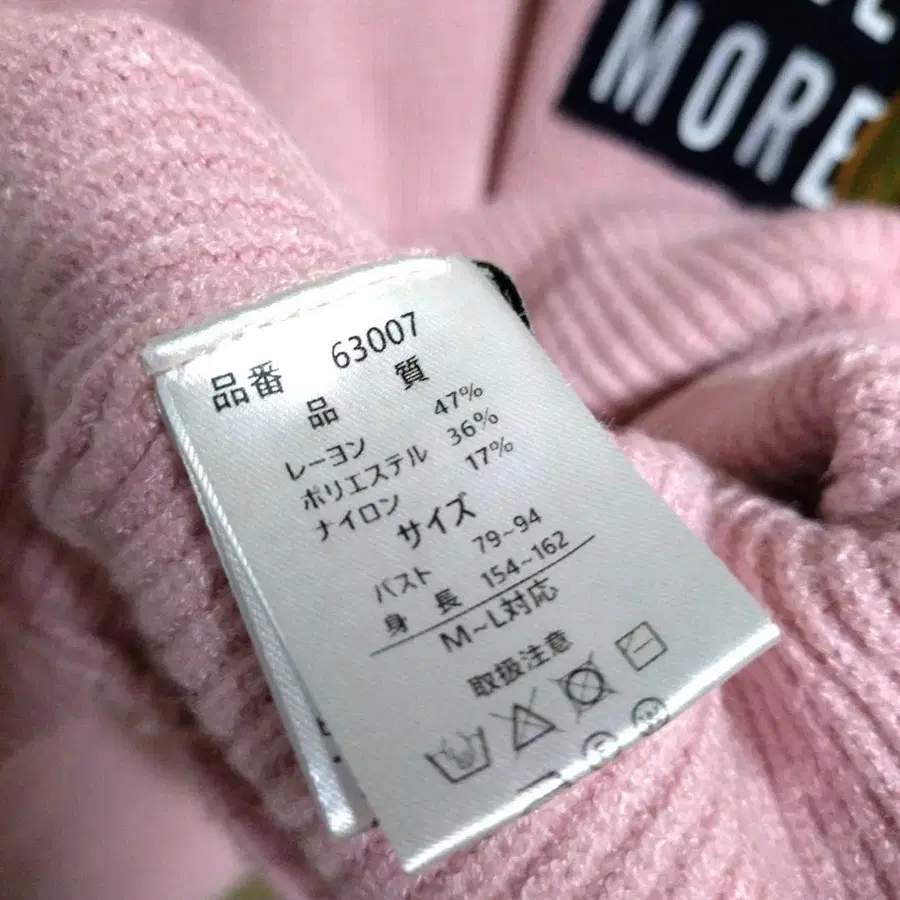 MORE
品番 63007
品 質
レーヨン 47%
ポリエステル 36%
ナイロン 17%
サイズ
バスト 79~94
身 長 154~162
M~L対応
取扱注意